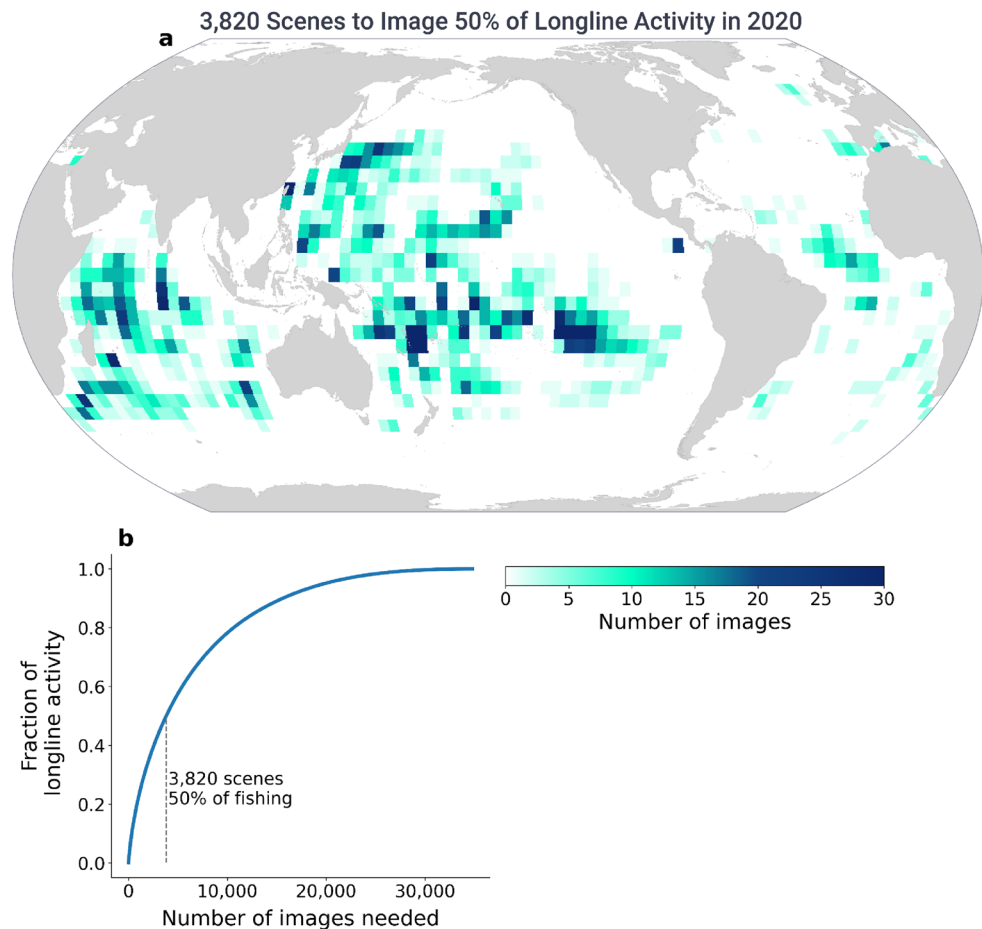 3,820 Scenes to Image 50% of Longline Activity in 2020
a
b
1.0
0.8
0.6
0.4
0.2
0.0
Fraction of
longline activity
3,820 scenes
50% of fishing
0 10,000 20,000 30,000
Number of images needed
0 5 10 15 20 25 30
Number of images